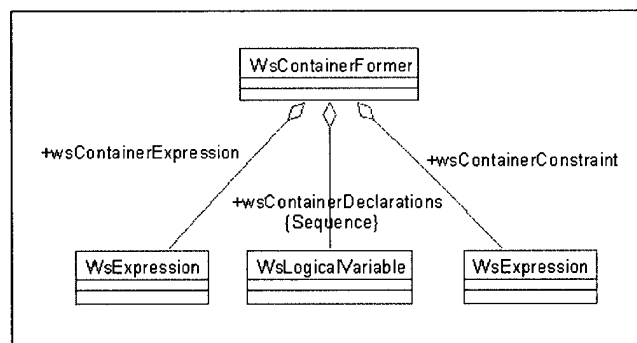 WsContainerFormer
+wsContainerExpression
+wsContainerConstraint
+wsContainerDeclarations
{Sequence}
WsExpression
WsLogicalVariable
WsExpression